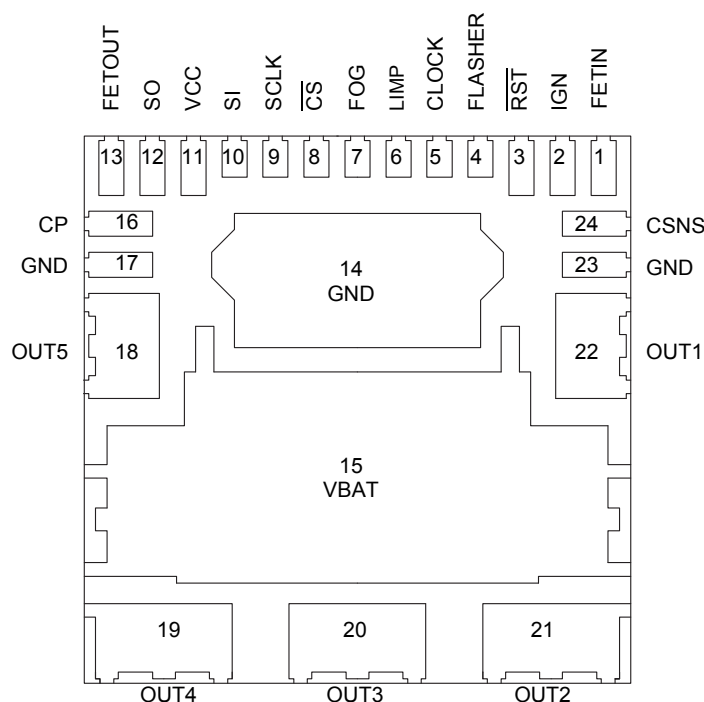 FETOUT
SO
VCC
SI
SCLK
C̅S̅
FOG
LIMP
CLOCK
FLASHER
R̅S̅T̅
IGN
FETIN
13 12 11 10 9 8 7 6 5 4 3 2 1
CP 16 24 CSNS
GND 17 23 GND
14
GND
OUT5 18 22 OUT1
15
VBAT
19 20 21
OUT4 OUT3 OUT2